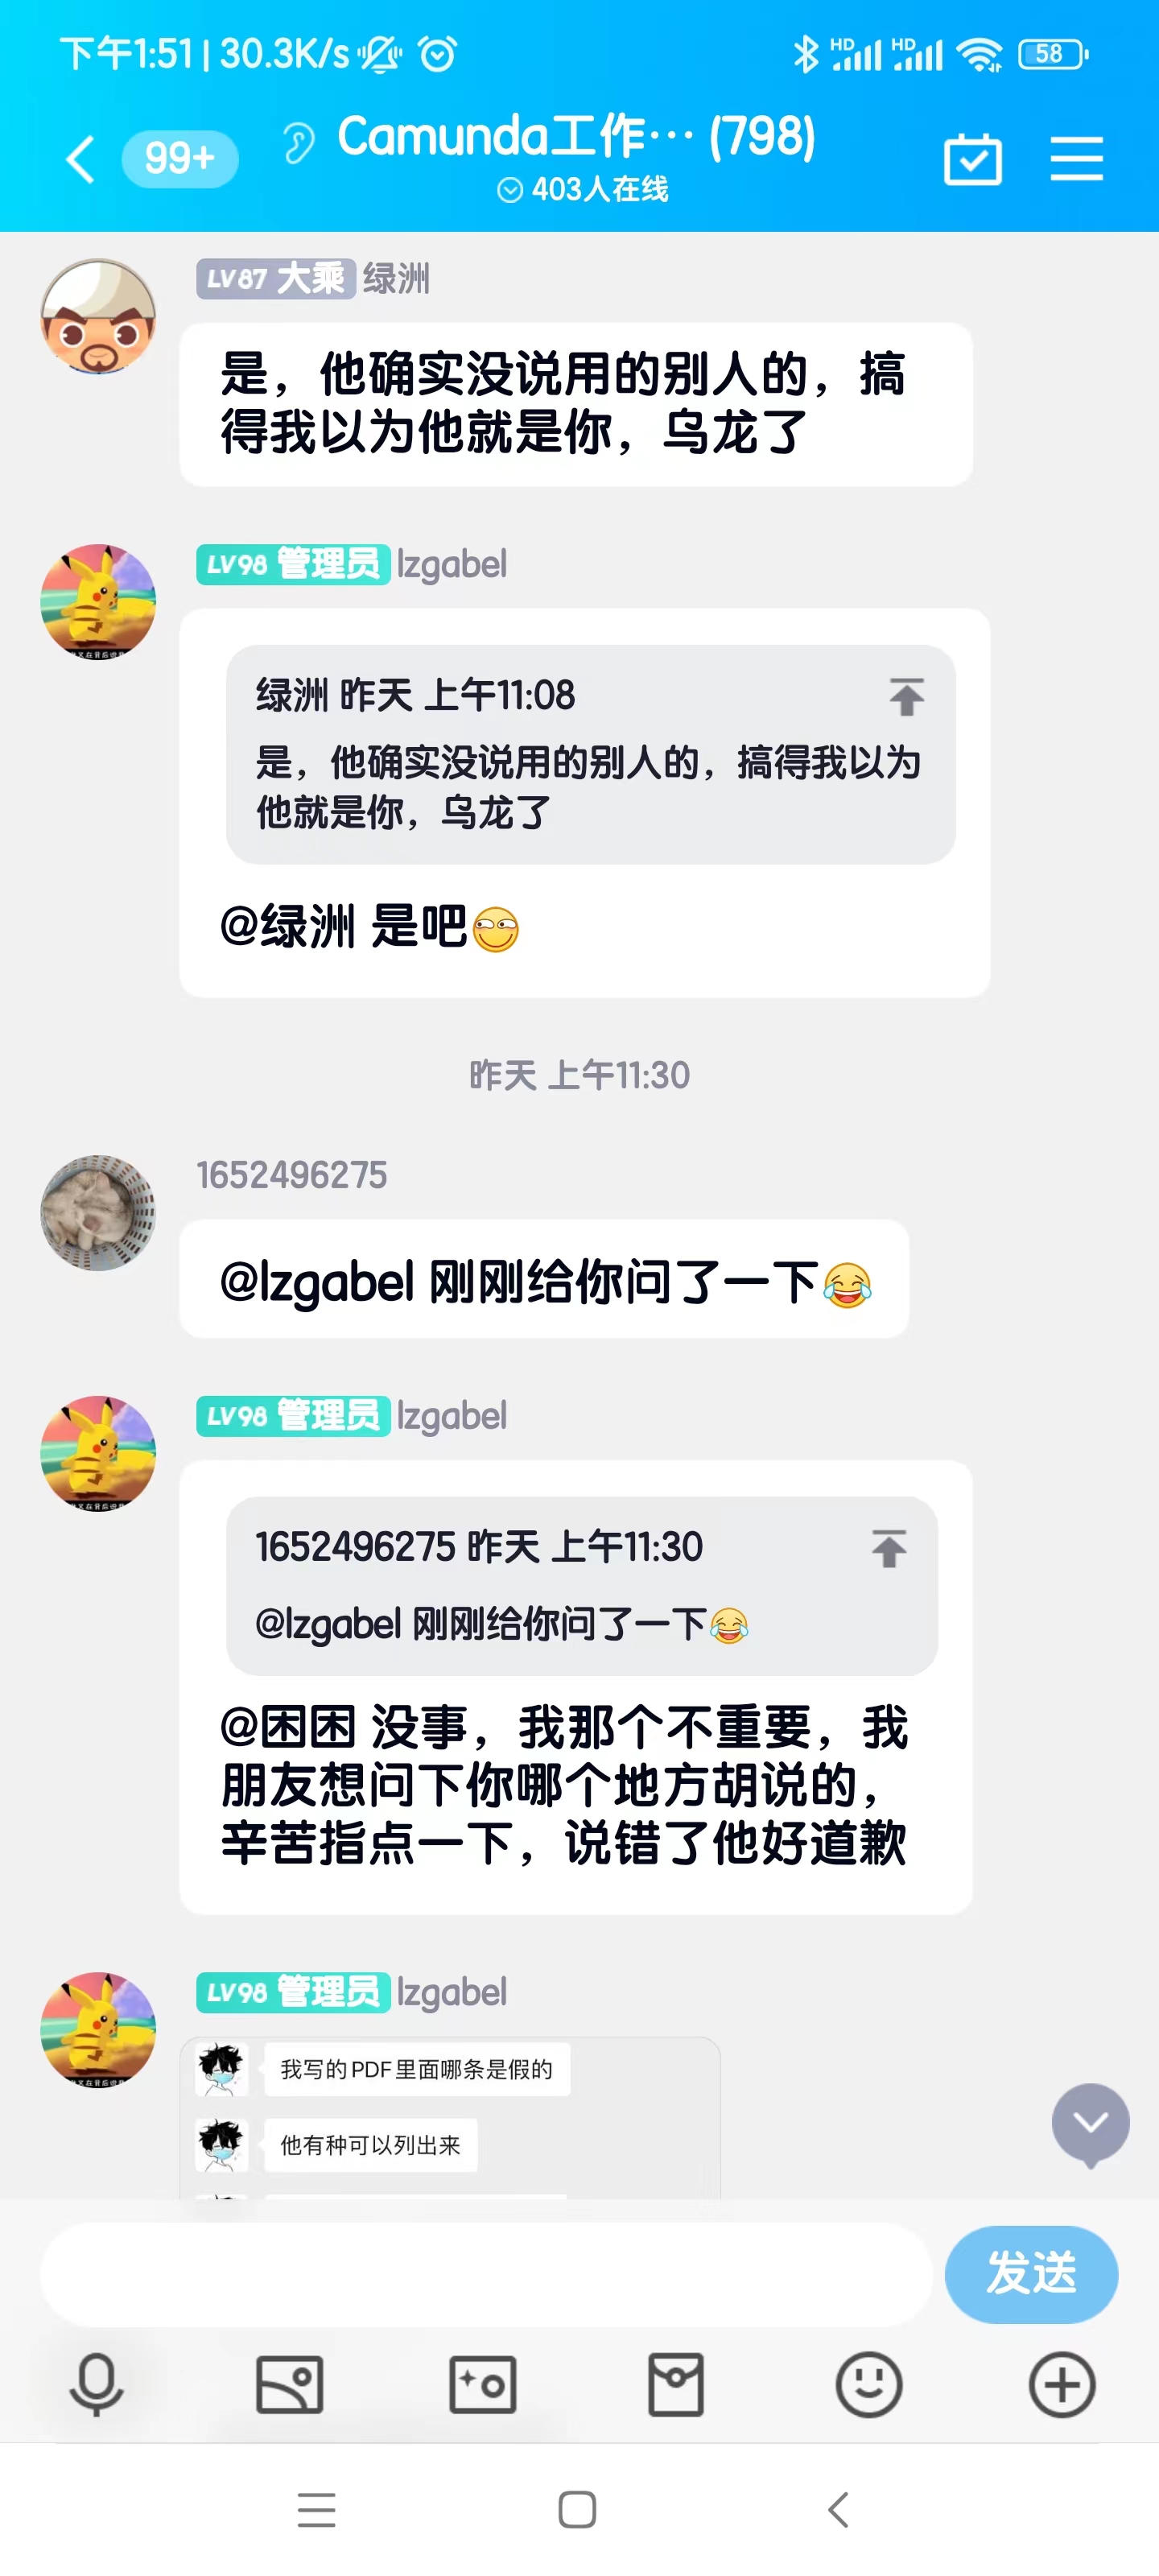 下午1:51 | 30.3K/s
HD HD 58
99+
Camunda工作… (798)
403人在线
LV87 大乘 绿洲
是，他确实没说用的别人的，搞
得我以为他就是你，乌龙了
LV98 管理员 lzgabel
绿洲 昨天 上午11:08
是，他确实没说用的别人的，搞得我以为
他就是你，乌龙了
@绿洲 是吧
昨天 上午11:30
1652496275
@lzgabel 刚刚给你问了一下😂
LV98 管理员 lzgabel
1652496275 昨天 上午11:30
@lzgabel 刚刚给你问了一下😂
@困困 没事，我那个不重要，我
朋友想问下你哪个地方胡说的，
辛苦指点一下，说错了他好道歉
LV98 管理员 lzgabel
我写的PDF里面哪条是假的
他有种可以列出来
发送